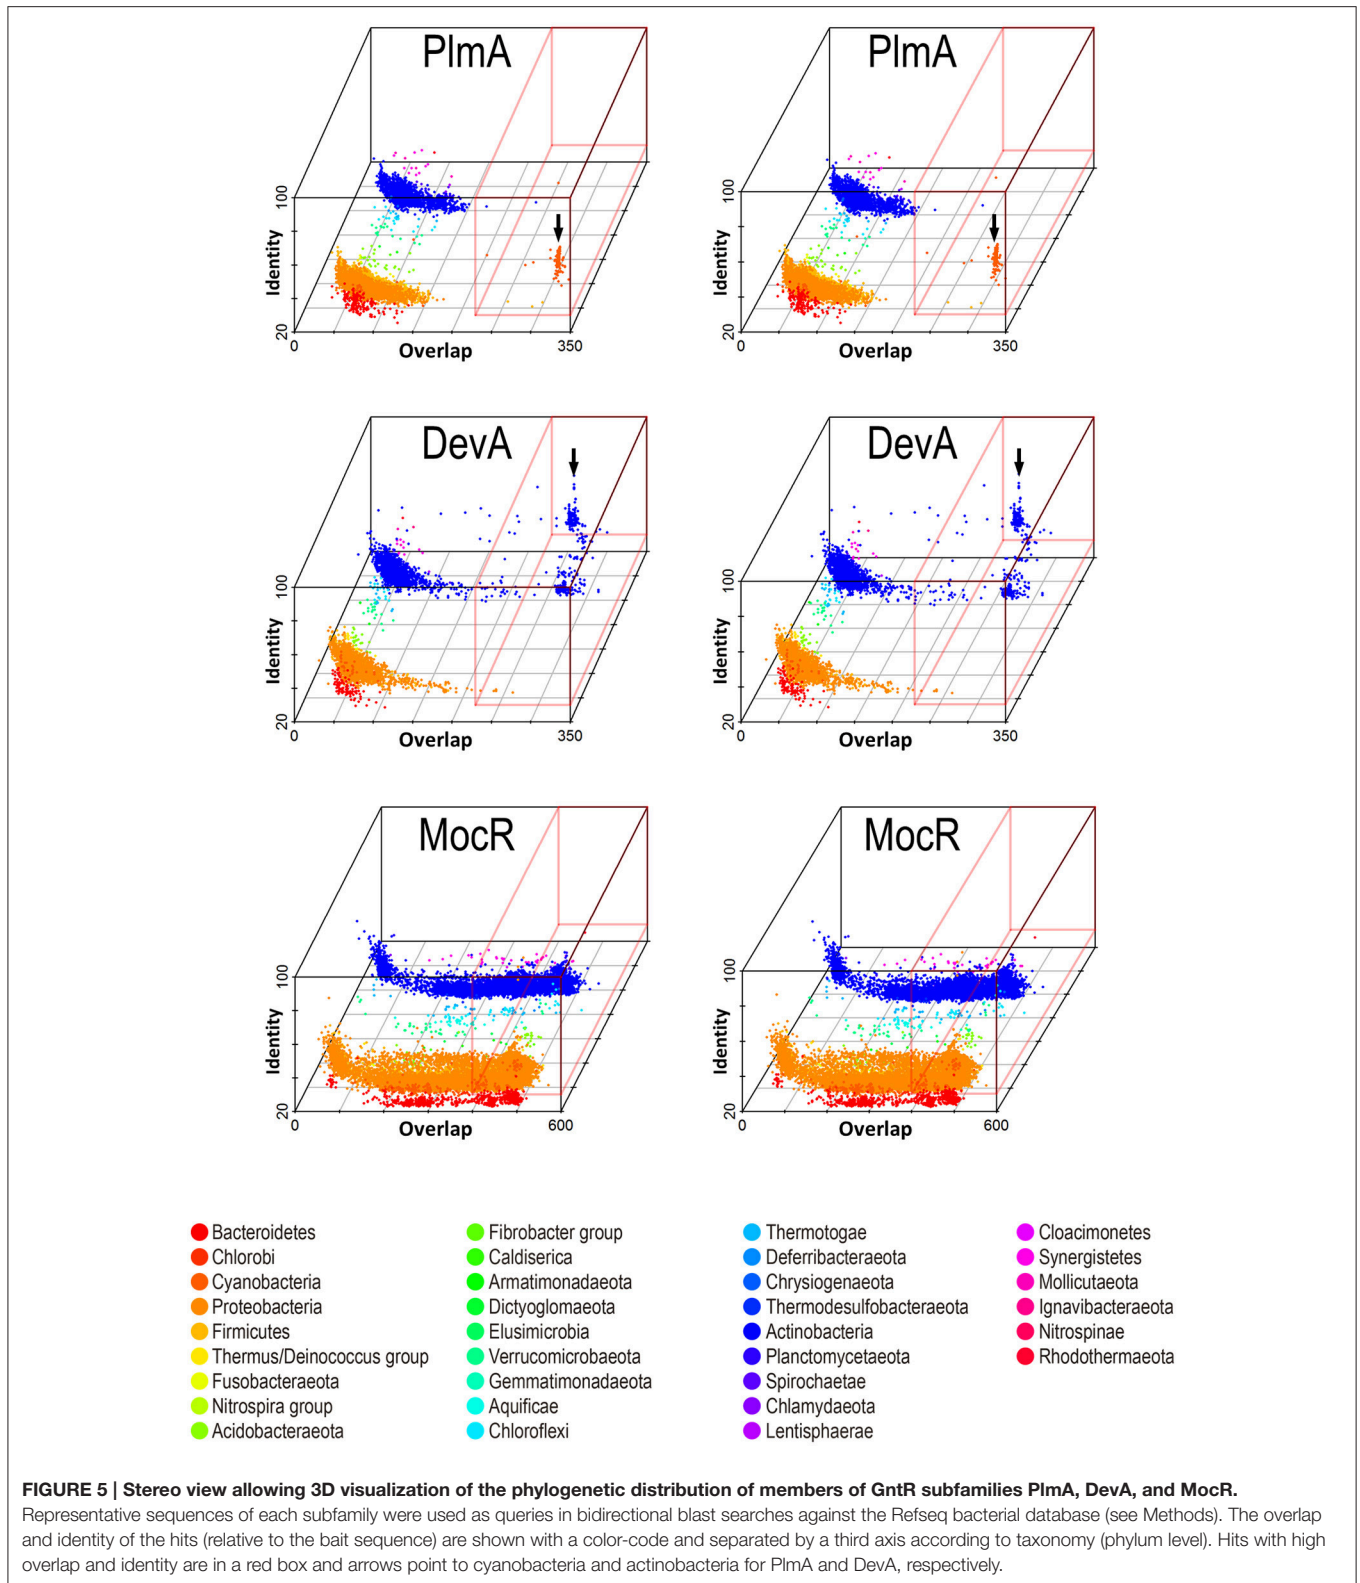 PlmA
PlmA
100
Identity
20
0
Overlap
350
100
Identity
20
0
Overlap
350
DevA
DevA
100
Identity
20
0
Overlap
350
100
Identity
20
0
Overlap
350
MocR
MocR
100
Identity
20
0
Overlap
600
100
Identity
20
0
Overlap
600
Bacteroidetes
Chlorobi
Cyanobacteria
Proteobacteria
Firmicutes
Thermus/Deinococcus group
Fusobacteraeota
Nitrospira group
Acidobacteraeota
Fibrobacter group
Caldiserica
Armatimonadaeota
Dictyoglomaeota
Elusimicrobia
Verrucomicrobaeota
Gemmatimonadaeota
Aquificae
Chloroflexi
Thermotogae
Deferribacteraeota
Chrysiogenaeota
Thermodesulfobacteraeota
Actinobacteria
Planctomycetaeota
Spirochaetae
Chlamydaeota
Lentisphaerae
Cloacimonetes
Synergistetes
Mollicutaeota
Ignavibacteraeota
Nitrospinae
Rhodothermaeota
FIGURE 5 | Stereo view allowing 3D visualization of the phylogenetic distribution of members of GntR subfamilies PlmA, DevA, and MocR.
Representative sequences of each subfamily were used as queries in bidirectional blast searches against the Refseq bacterial database (see Methods). The overlap
and identity of the hits (relative to the bait sequence) are shown with a color-code and separated by a third axis according to taxonomy (phylum level). Hits with high
overlap and identity are in a red box and arrows point to cyanobacteria and actinobacteria for PlmA and DevA, respectively.